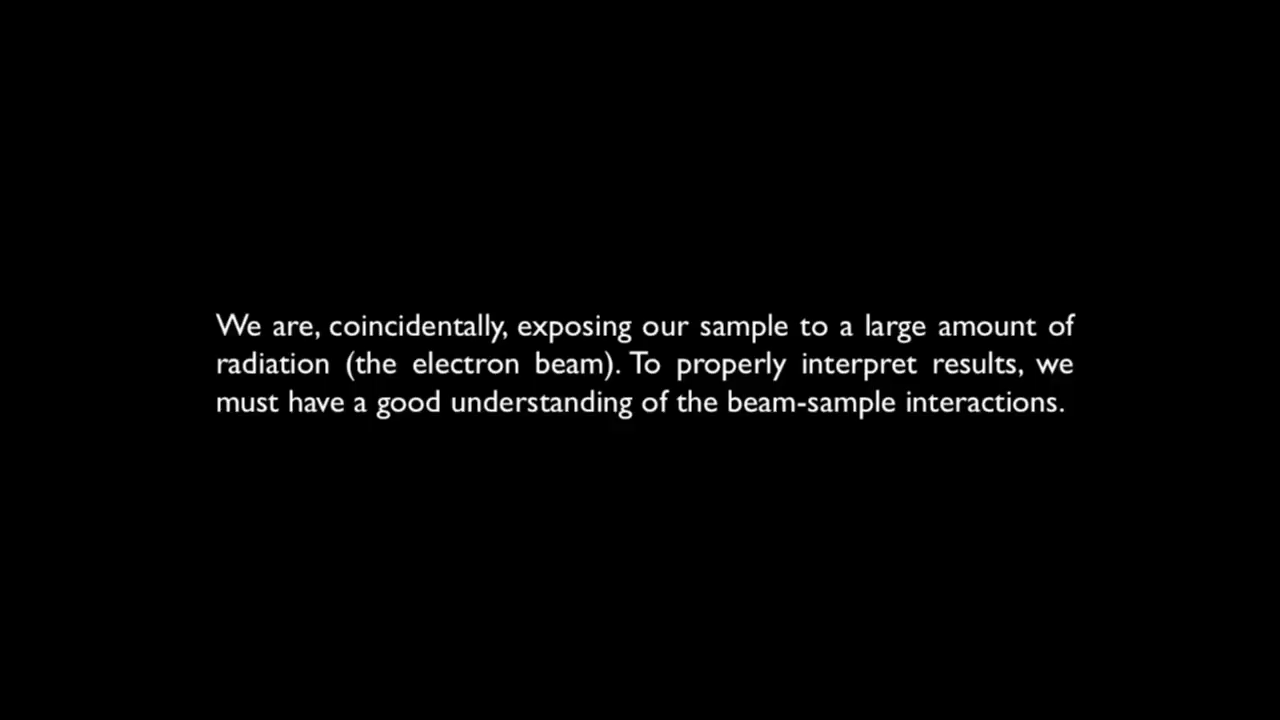 We are, coincidentally, exposing our sample to a large amount of
radiation (the electron beam). To properly interpret results, we
must have a good understanding of the beam-sample interactions.